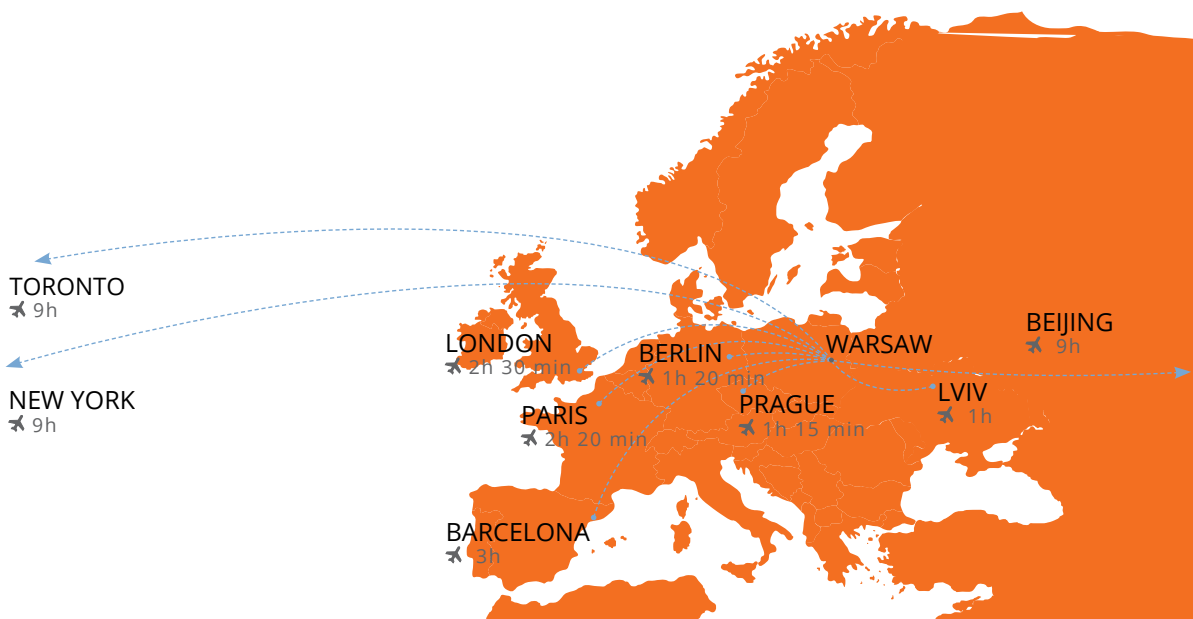 TORONTO
9h
NEW YORK
9h
LONDON
2h 30 min
BERLIN
1h 20 min
WARSAW
BEIJING
9h
PARIS
2h 20 min
PRAGUE
1h 15 min
LVIV
1h
BARCELONA
3h